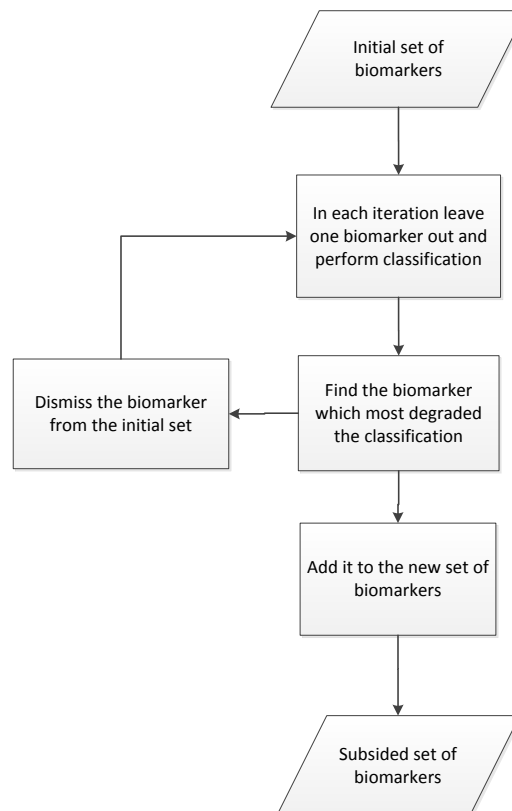 Initial set of
biomarkers
In each iteration leave
one biomarker out and
perform classification
Dismiss the biomarker
from the initial set
Find the biomarker
which most degraded
the classification
Add it to the new set of
biomarkers
Subsided set of
biomarkers